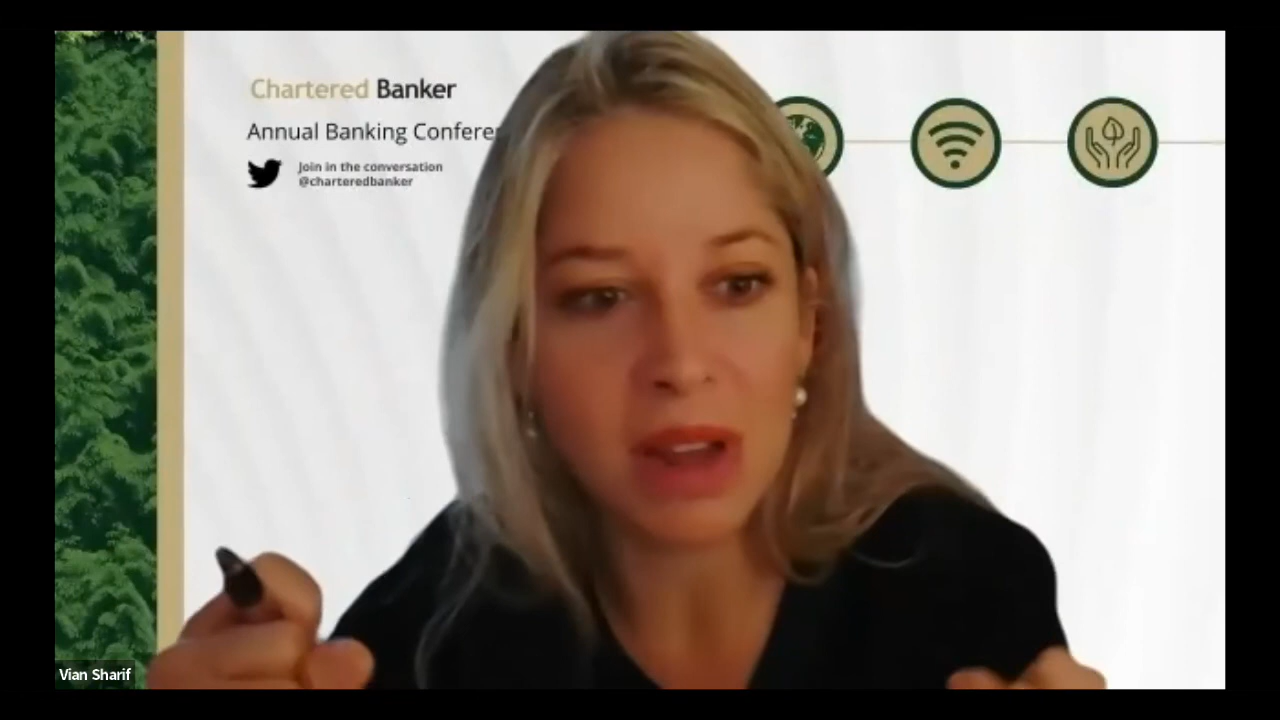 Chartered Banker
Annual Banking Confere
Join in the conversation
@charteredbanker
Vian Sharif